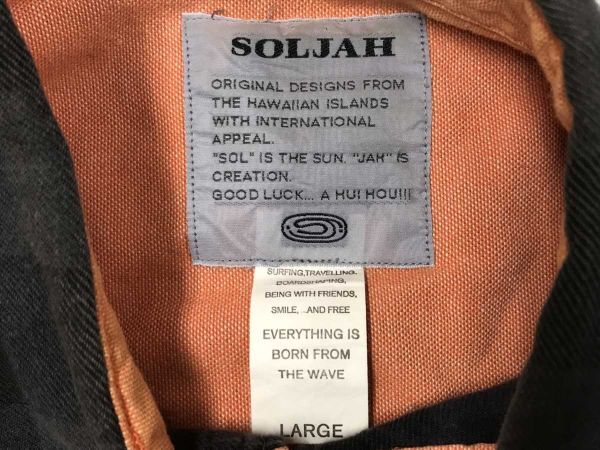 SOLJAH
ORIGINAL DESIGNS FROM
THE HAWAIIAN ISLANDS
WITH INTERNATIONAL
APPEAL.
"SOL" IS THE SUN. "JAH" IS
CREATION.
GOOD LUCK... A HUI HOU!!!
SURFING,TRAVELLING.
BOARDSHAPING,
BEING WITH FRIENDS,
SMILE, ..AND FREE
EVERYTHING IS
BORN FROM
THE WAVE
LARGE